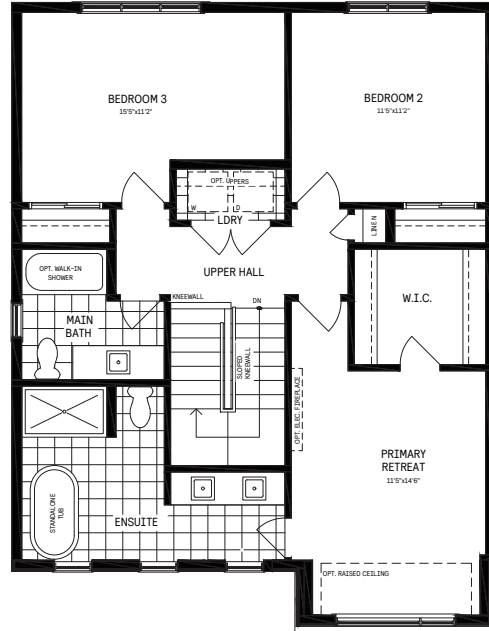 BEDROOM 3
15'5"x11'2"
BEDROOM 2
11'5"x11'2"
OPT. UPPERS
W
D
LDRY
LINEN
OPT. WALK-IN
SHOWER
UPPER HALL
KNEEWALL
DN
W.I.C.
MAIN
BATH
SLOPED
KNEEWALL
OPT. ELEC. FIREPLACE
PRIMARY
RETREAT
11'5"x14'6"
STANDALONE
TUB
ENSUITE
OPT. RAISED CEILING